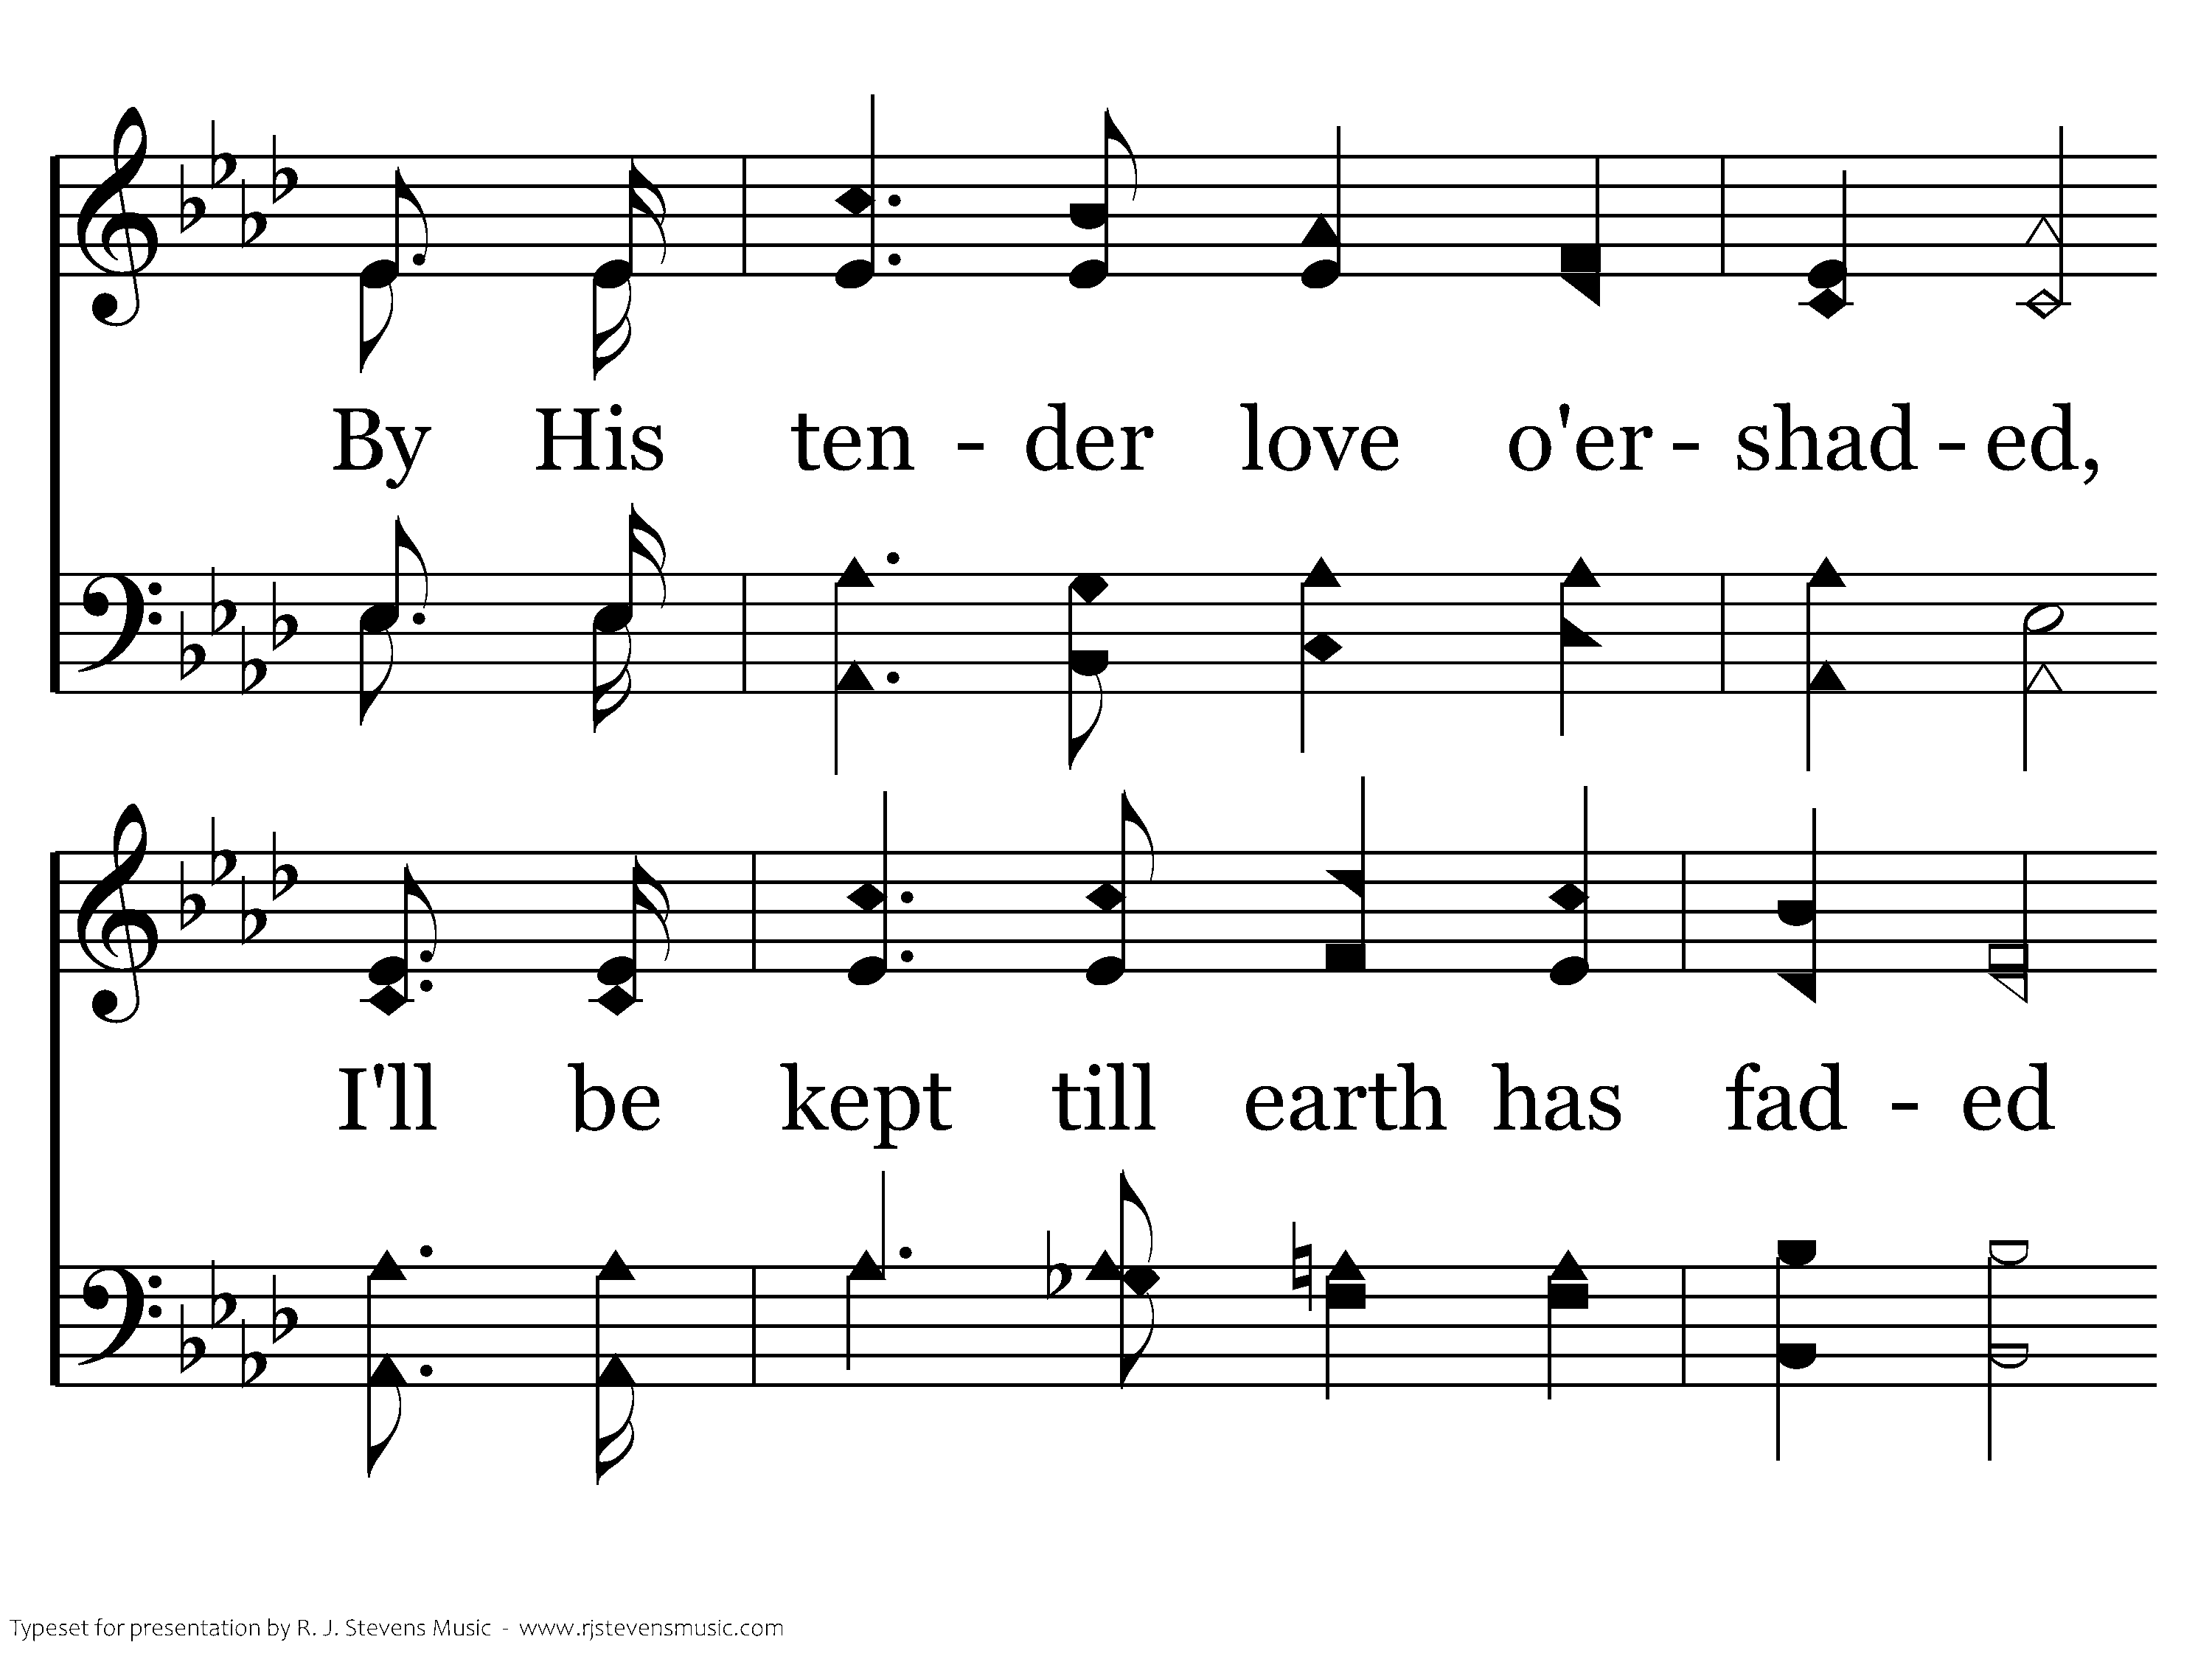 By His ten - der love o'er - shad - ed,
I'll be kept till earth has fad - ed
Typeset for presentation by R. J. Stevens Music - www.rjstevensmusic.com